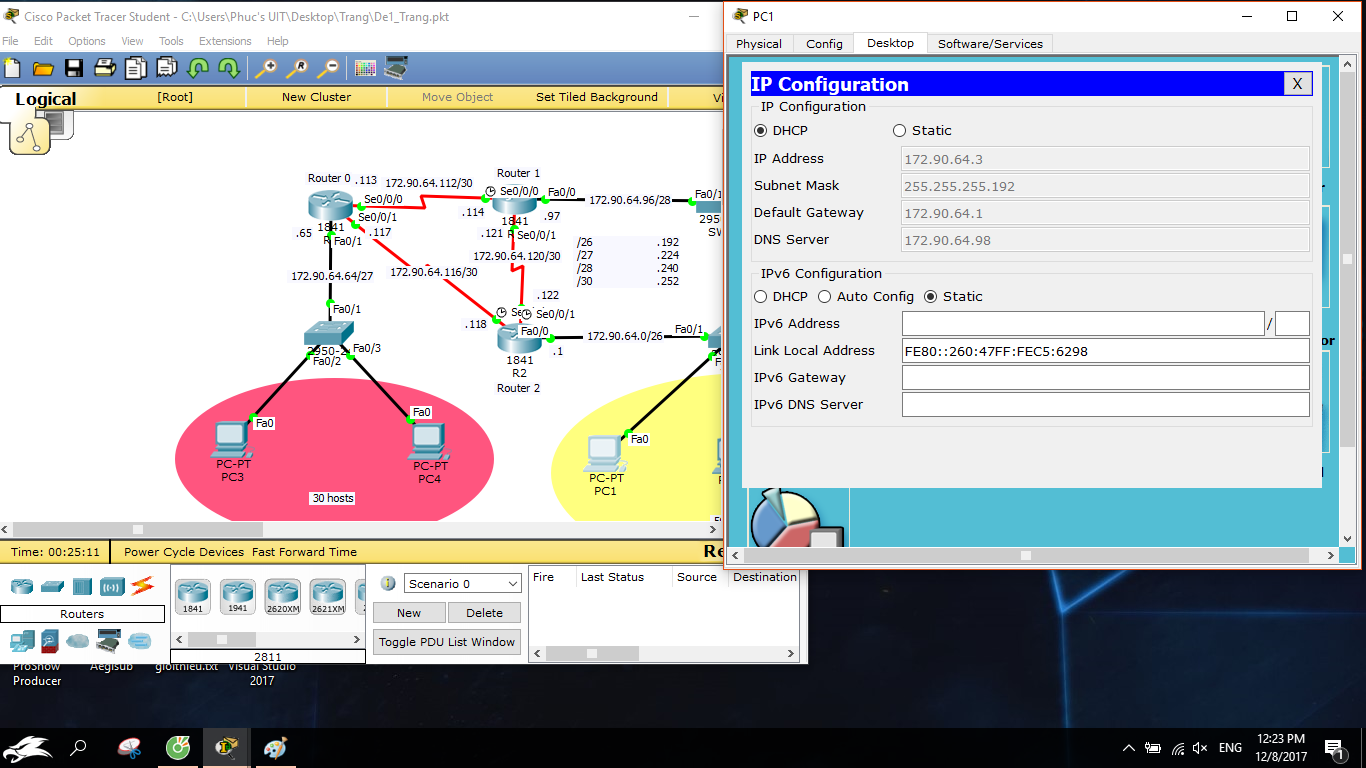 Cisco Packet Tracer Student - C:\Users\Phuc's UIT\Desktop\Trang\De1_Trang.pkt
File Edit Options View Tools Extensions Help
Logical [Root] New Cluster Move Object Set Tiled Background
Router 0
.113
172.90.64.112/30
Router 1
Se0/0/0
Fa0/0
172.90.64.96/28
Fa0/1
Se0/0/0
.114
1841
.97
Se0/0/1
1841
.65
Fa0/1
.117
.121
Se0/0/1
/26 .192
/27 .224
/28 .240
/30 .252
172.90.64.120/30
172.90.64.64/27
172.90.64.116/30
.122
Fa0/1
Se0/0/1
.118
Fa0/0
172.90.64.0/26
Fa0/1
2950-2
Fa0/3
Fa0/2
.1
1841
R2
Router 2
Fa0
Fa0
Fa0
PC-PT
PC3
PC-PT
PC4
PC-PT
PC1
30 hosts
Time: 00:25:11 Power Cycle Devices Fast Forward Time
Routers
1841 1941 2620XM 2621XM
2811
Scenario 0
New Delete
Toggle PDU List Window
Fire Last Status Source Destination
PC1
Physical Config Desktop Software/Services
IP Configuration X
IP Configuration
DHCP Static
IP Address 172.90.64.3
Subnet Mask 255.255.255.192
Default Gateway 172.90.64.1
DNS Server 172.90.64.98
IPv6 Configuration
DHCP Auto Config Static
IPv6 Address /
Link Local Address FE80::260:47FF:FEC5:6298
IPv6 Gateway
IPv6 DNS Server
ProShow
Producer
Aegisub
gioithieu.txt
Visual Studio
2017
ENG
12:23 PM
12/8/2017
1